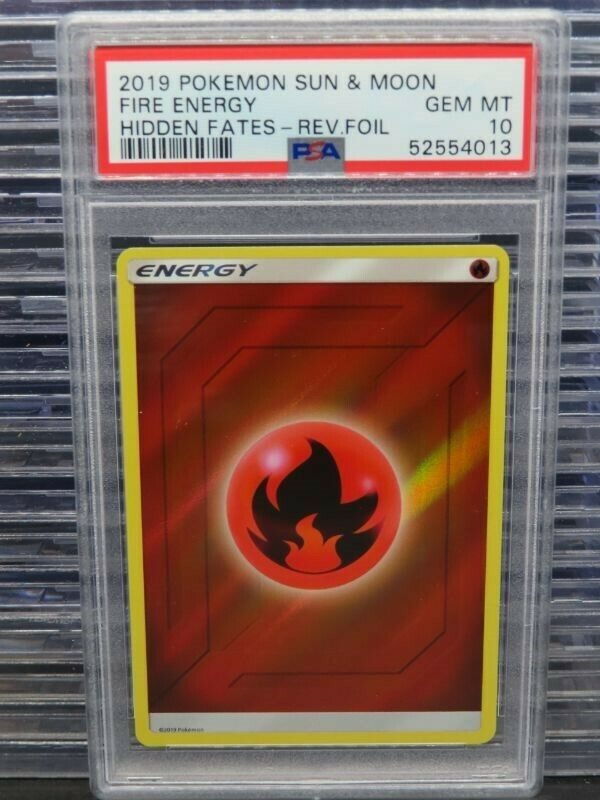 2019 POKEMON SUN & MOON
FIRE ENERGY GEM MT
HIDDEN FATES - REV.FOIL 10
PSA 52554013
ENERGY
©2019 Pokémon